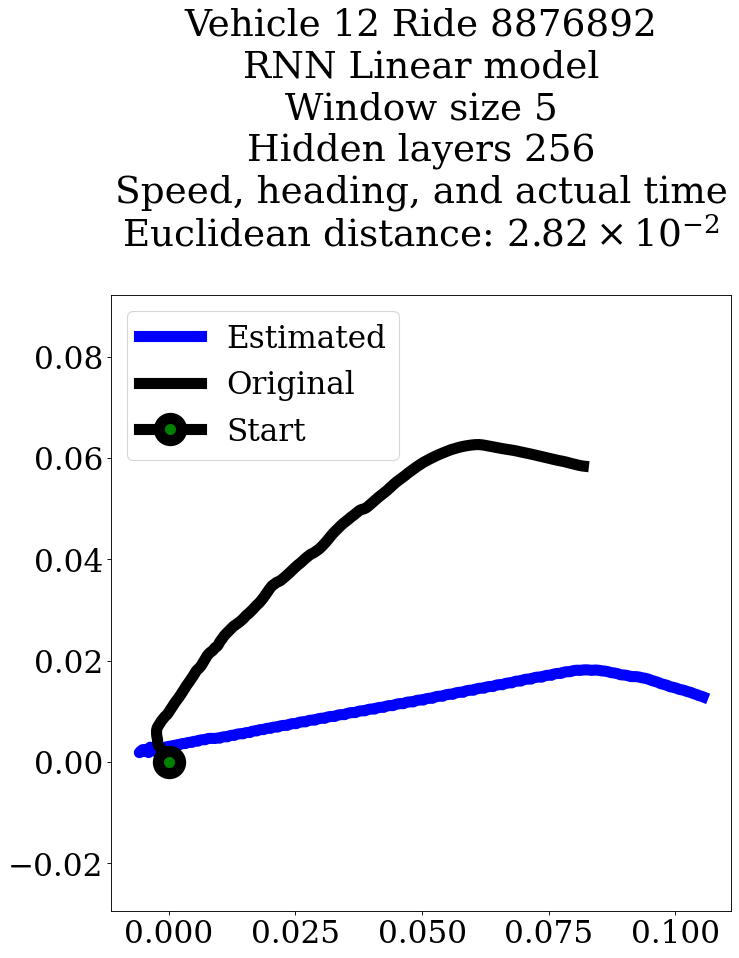 Vehicle 12 Ride 8876892
RNN Linear model
Window size 5
Hidden layers 256
Speed, heading, and actual time
Euclidean distance: 2.82 × 10⁻²
Estimated
Original
Start
0.08
0.06
0.04
0.02
0.00
−0.02
0.000 0.025 0.050 0.075 0.100